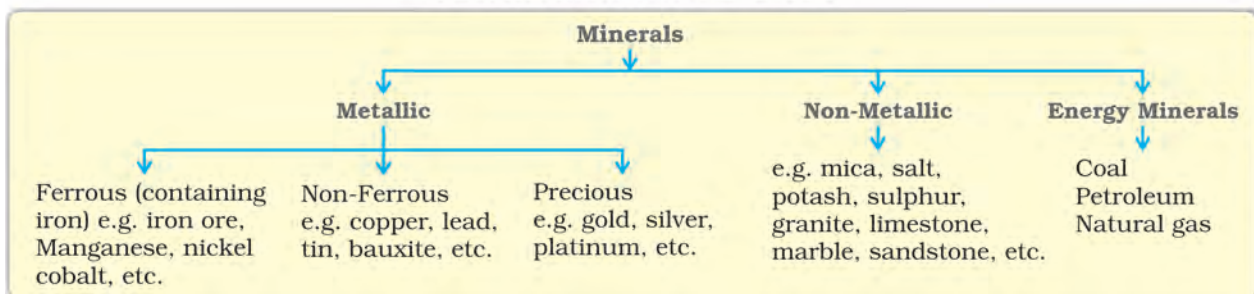 Minerals
Metallic
Non-Metallic
Energy Minerals
Ferrous (containing
iron) e.g. iron ore,
Manganese, nickel
cobalt, etc.
Non-Ferrous
e.g. copper, lead,
tin, bauxite, etc.
Precious
e.g. gold, silver,
platinum, etc.
e.g. mica, salt,
potash, sulphur,
granite, limestone,
marble, sandstone, etc.
Coal
Petroleum
Natural gas